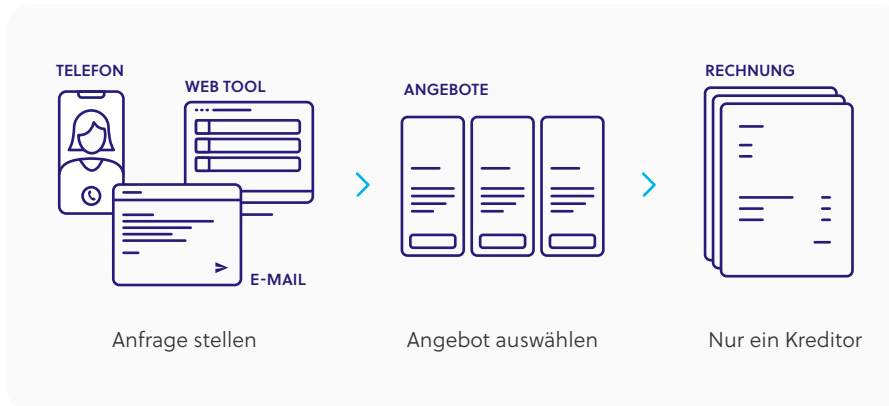 TELEFON
WEB TOOL
E-MAIL
Anfrage stellen
ANGEBOTE
Angebot auswählen
RECHNUNG
Nur ein Kreditor